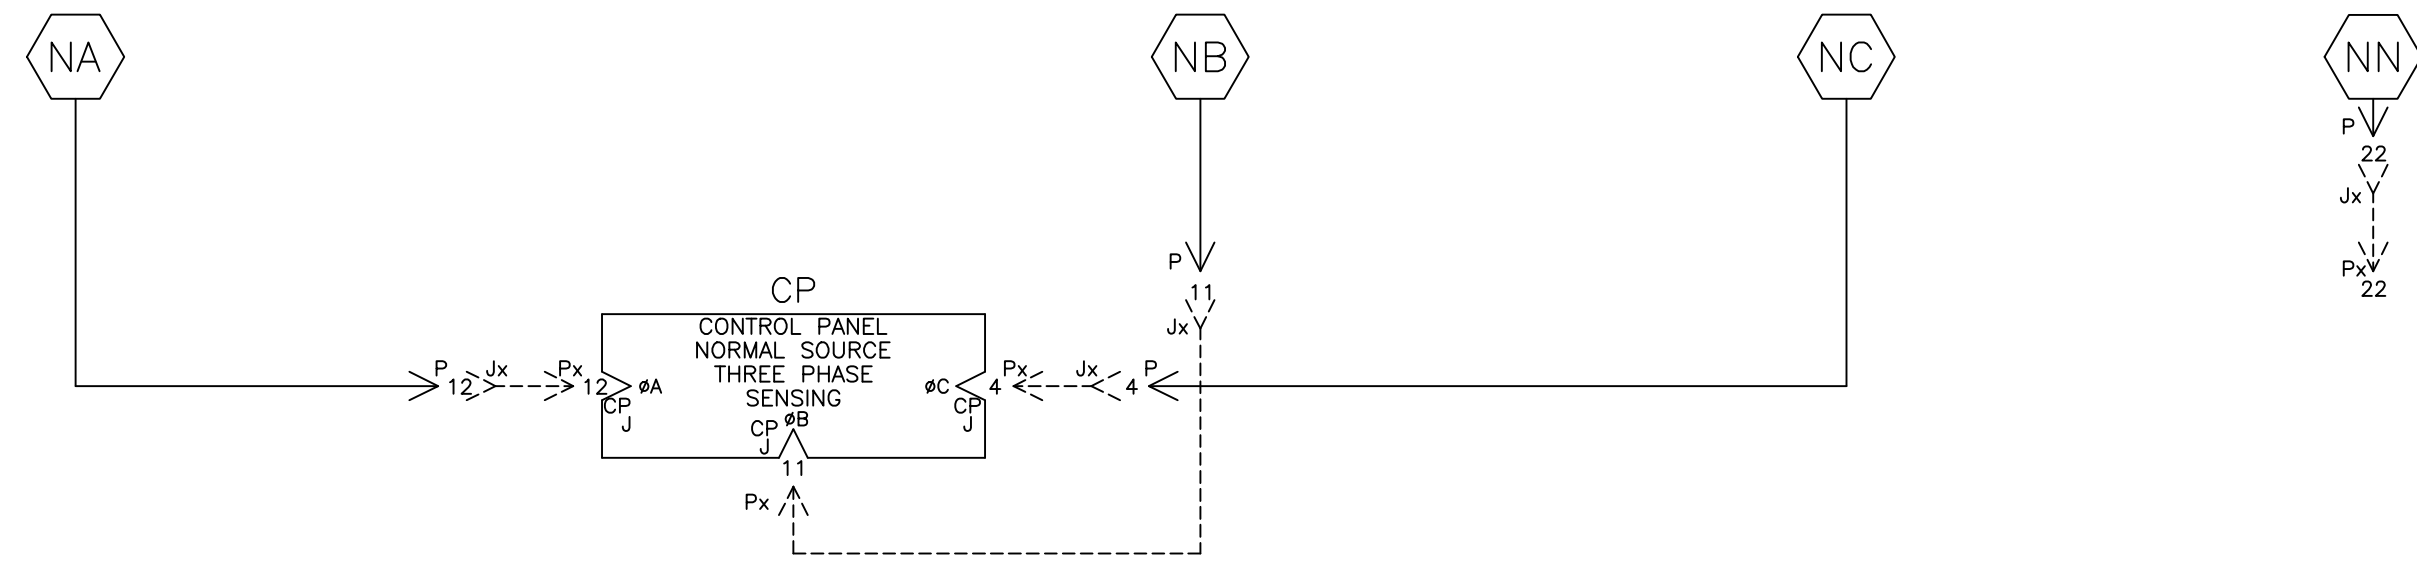 NA
NB
NC
NN
P
22
Jx
Px
22
P
11
Jx
CP
CONTROL PANEL
NORMAL SOURCE
THREE PHASE
SENSING
P
12
Jx
Px
12
øA
CP
J
øC
4
Px
Jx
4
P
CP
J
øB
CP
J
11
Px